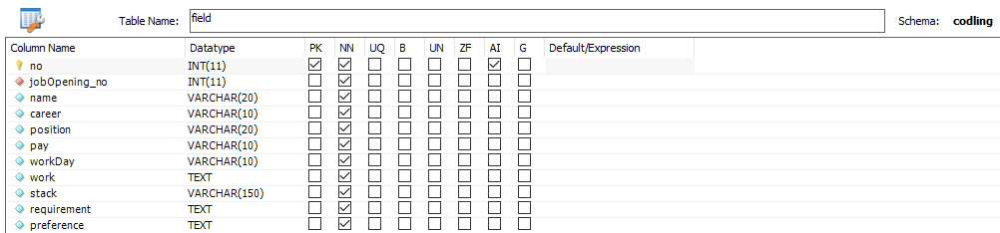 Table Name: field Schema: codling
Column Name Datatype PK NN UQ B UN ZF AI G Default/Expression
no INT(11)
jobOpening_no INT(11)
name VARCHAR(20)
career VARCHAR(10)
position VARCHAR(20)
pay VARCHAR(10)
workDay VARCHAR(10)
work TEXT
stack VARCHAR(150)
requirement TEXT
preference TEXT